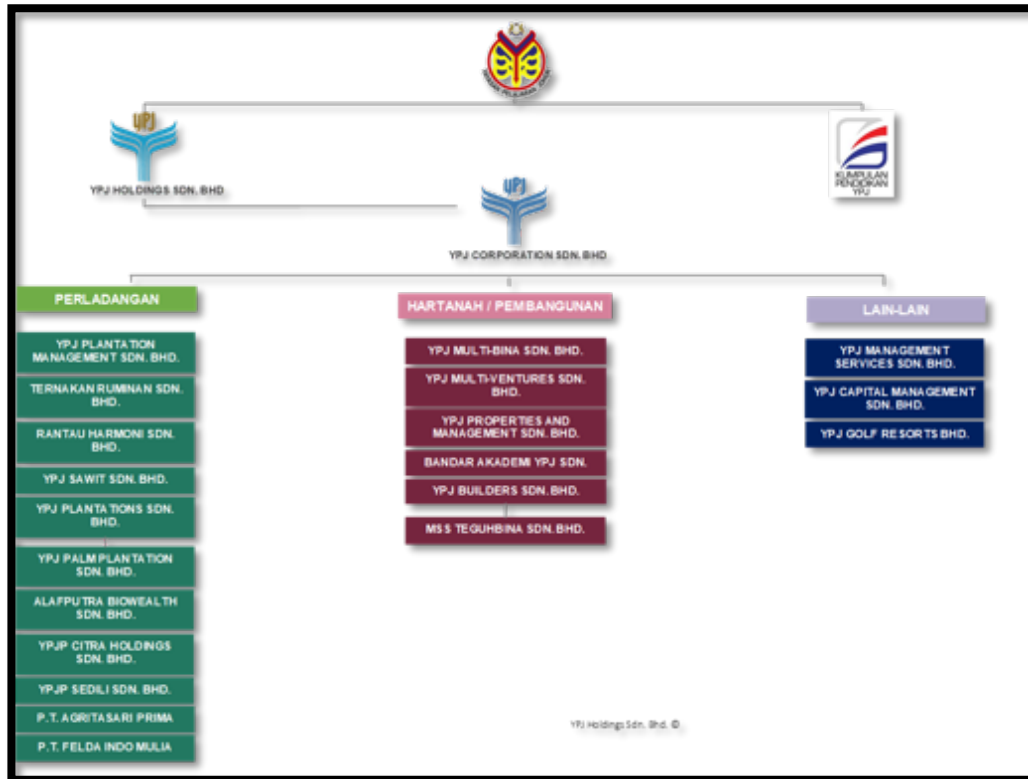 YAYASAN PELAJARAN JOHOR
YPJ
YPJ HOLDINGS SDN. BHD
KUMPULAN
PENDIDIKAN
YPJ
YPJ
YPJ CORPORATION SDN. BHD
PERLADANGAN
YPJ PLANTATION
MANAGEMENT SDN. BHD.
TERNAKAN RUMINAN SDN.
BHD.
RANTAU HARMONI SDN.
BHD.
YPJ SAWIT SDN. BHD.
YPJ PLANTATIONS SDN.
BHD.
YPJ PALM PLANTATION
SDN. BHD.
ALAFPUTRA BIOWEALTH
SDN. BHD.
YPJP CITRA HOLDINGS
SDN. BHD.
YPJP SEDILI SDN. BHD.
P.T. AGRITASARI PRIMA
P.T. FELDA INDO MULIA
HARTANAH / PEMBANGUNAN
YPJ MULTI-BINA SDN. BHD.
YPJ MULTI-VENTURES SDN.
BHD.
YPJ PROPERTIES AND
MANAGEMENT SDN. BHD.
BANDAR AKADEMI YPJ SDN.
YPJ BUILDERS SDN. BHD.
MSS TEGUHBINA SDN. BHD.
LAIN-LAIN
YPJ MANAGEMENT
SERVICES SDN. BHD.
YPJ CAPITAL MANAGEMENT
SDN. BHD.
YPJ GOLF RESORTS BHD.
YPJ Holdings Sdn. Bhd. ©